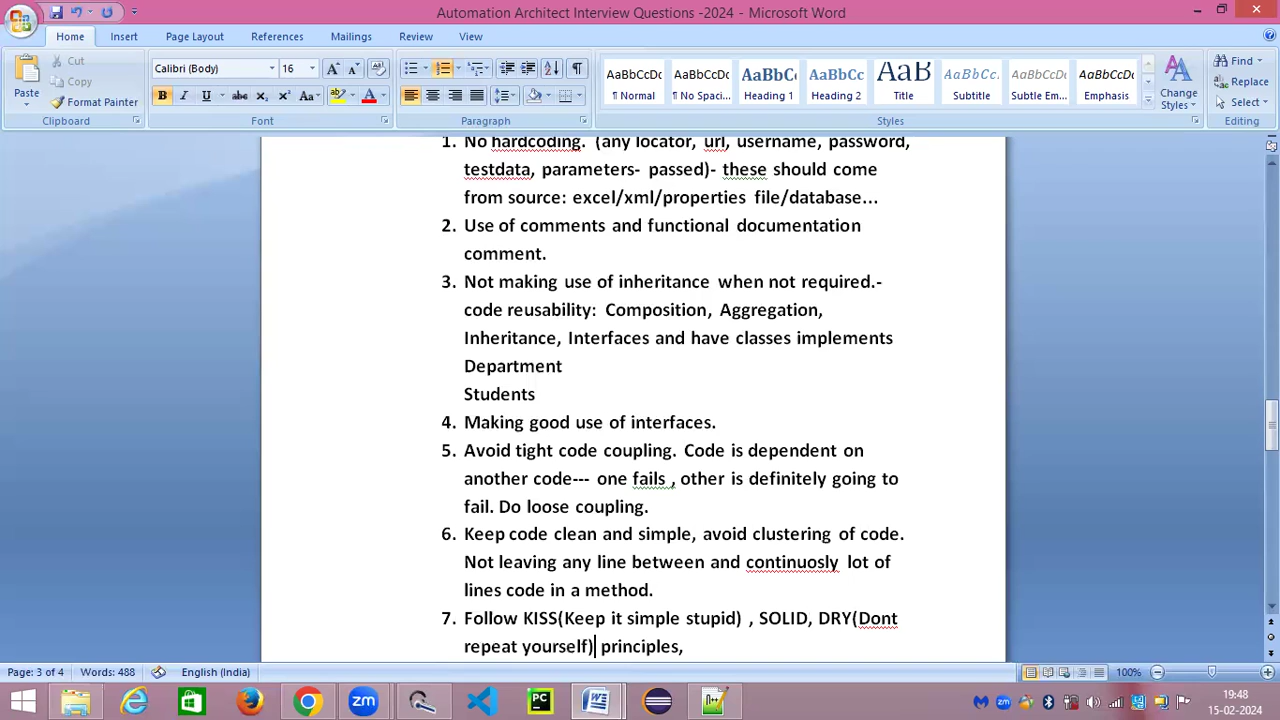 Automation Architect Interview Questions -2024 - Microsoft Word
Home Insert Page Layout References Mailings Review View
Paste
Cut
Copy
Format Painter
Clipboard
Calibri (Body) 16
Font
Paragraph
AaBbCcDc AaBbCcDc AaBbCc AaBbCc AaB AaBbCc. AaBbCcDc AaBbCcDc
¶ Normal ¶ No Spaci... Heading 1 Heading 2 Title Subtitle Subtle Em... Emphasis
Change Styles
Styles
Find
Replace
Select
Editing
1. No hardcoding. (any locator, url, username, password,
testdata, parameters- passed)- these should come
from source: excel/xml/properties file/database...
2. Use of comments and functional documentation
comment.
3. Not making use of inheritance when not required.-
code reusability: Composition, Aggregation,
Inheritance, Interfaces and have classes implements
Department
Students
4. Making good use of interfaces.
5. Avoid tight code coupling. Code is dependent on
another code--- one fails , other is definitely going to
fail. Do loose coupling.
6. Keep code clean and simple, avoid clustering of code.
Not leaving any line between and continuosly lot of
lines code in a method.
7. Follow KISS(Keep it simple stupid) , SOLID, DRY(Dont
repeat yourself) principles,
Page: 3 of 4 Words: 488 English (India) 100%
zm PC
19:48
15-02-2024